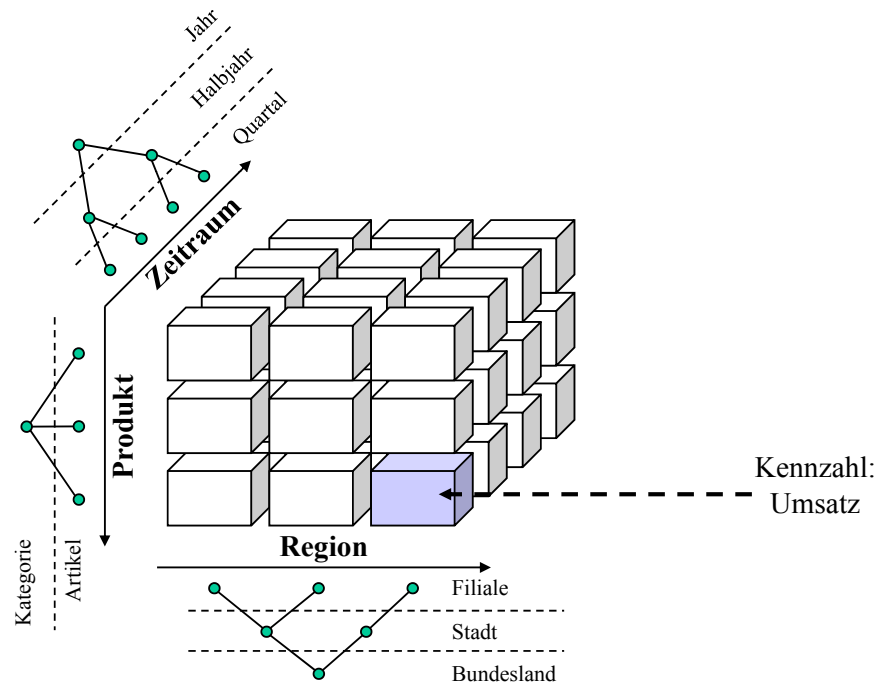 Jahr
Halbjahr
Quartal
Zeitraum
Produkt
Kategorie
Artikel
Kennzahl:
Umsatz
Region
Filiale
Stadt
Bundesland